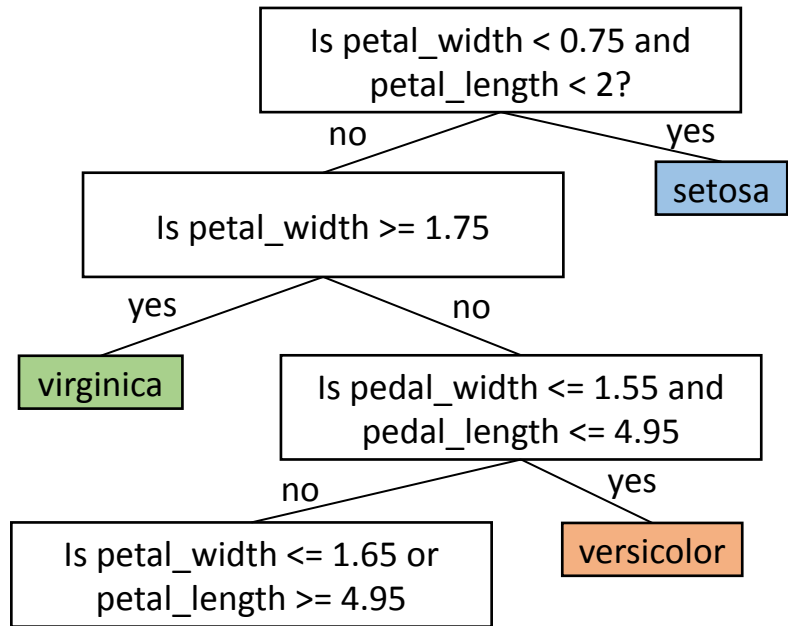 Is petal_width < 0.75 and
petal_length < 2?
no
yes
setosa
Is petal_width >= 1.75
yes
no
virginica
Is pedal_width <= 1.55 and
pedal_length <= 4.95
no
yes
versicolor
Is petal_width <= 1.65 or
petal_length >= 4.95